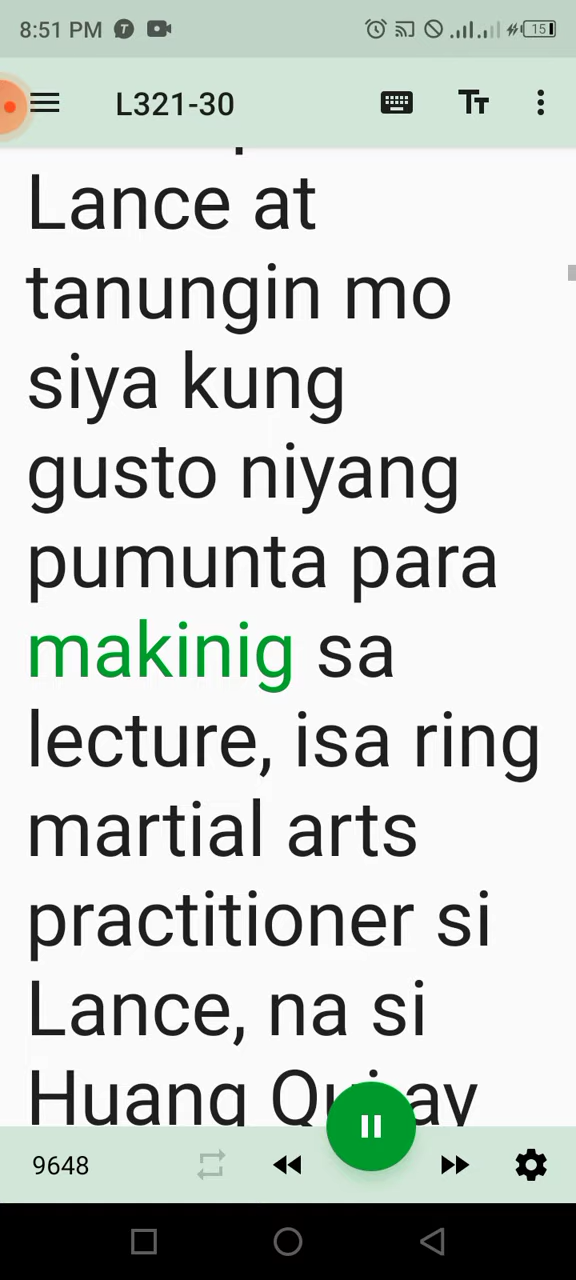 8:51 PM
15
L321-30
Lance at
tanungin mo
siya kung
gusto niyang
pumunta para
makinig sa
lecture, isa ring
martial arts
practitioner si
Lance, na si
Huang
9648